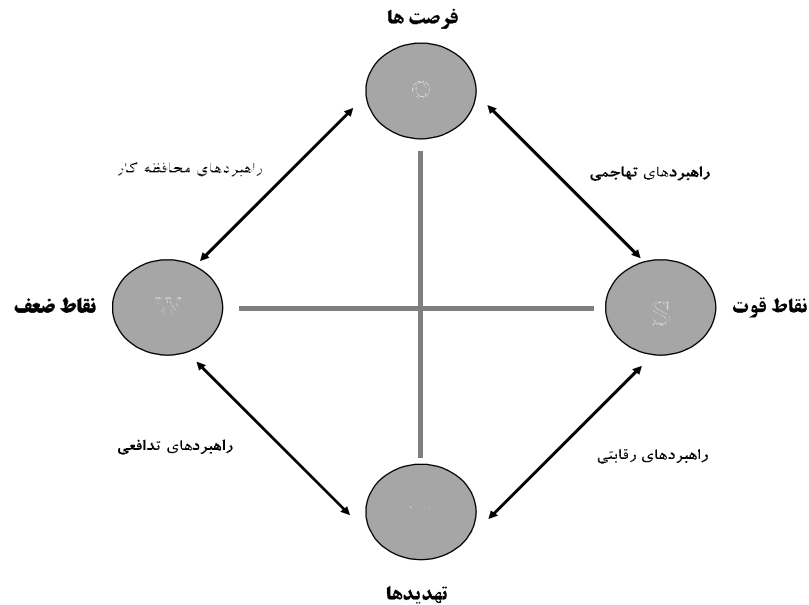 فرصت ها
O
راهبردهای تهاجمی
راهبردهای محافظه کار
نقاط قوت
S
W
نقاط ضعف
راهبردهای رقابتی
راهبردهای تدافعی
تهدیدها